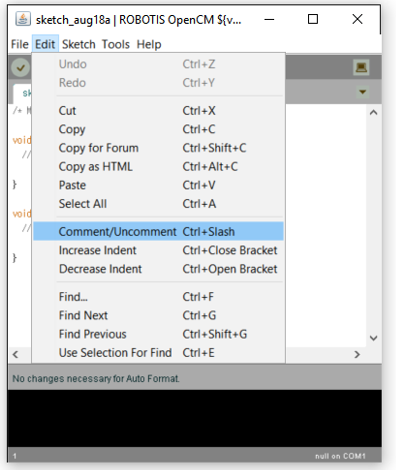 sketch_aug18a | ROBOTIS OpenCM ${v...
File Edit Sketch Tools Help
Undo Ctrl+Z
Redo Ctrl+Y
sk
/* M
Cut Ctrl+X
Copy Ctrl+C
void
Copy for Forum Ctrl+Shift+C
//
Copy as HTML Ctrl+Alt+C
}
Paste Ctrl+V
Select All Ctrl+A
void
//
Comment/Uncomment Ctrl+Slash
Increase Indent Ctrl+Close Bracket
}
Decrease Indent Ctrl+Open Bracket
Find... Ctrl+F
Find Next Ctrl+G
Find Previous Ctrl+Shift+G
Use Selection For Find Ctrl+E
No changes necessary for Auto Format.
1 null on COM1